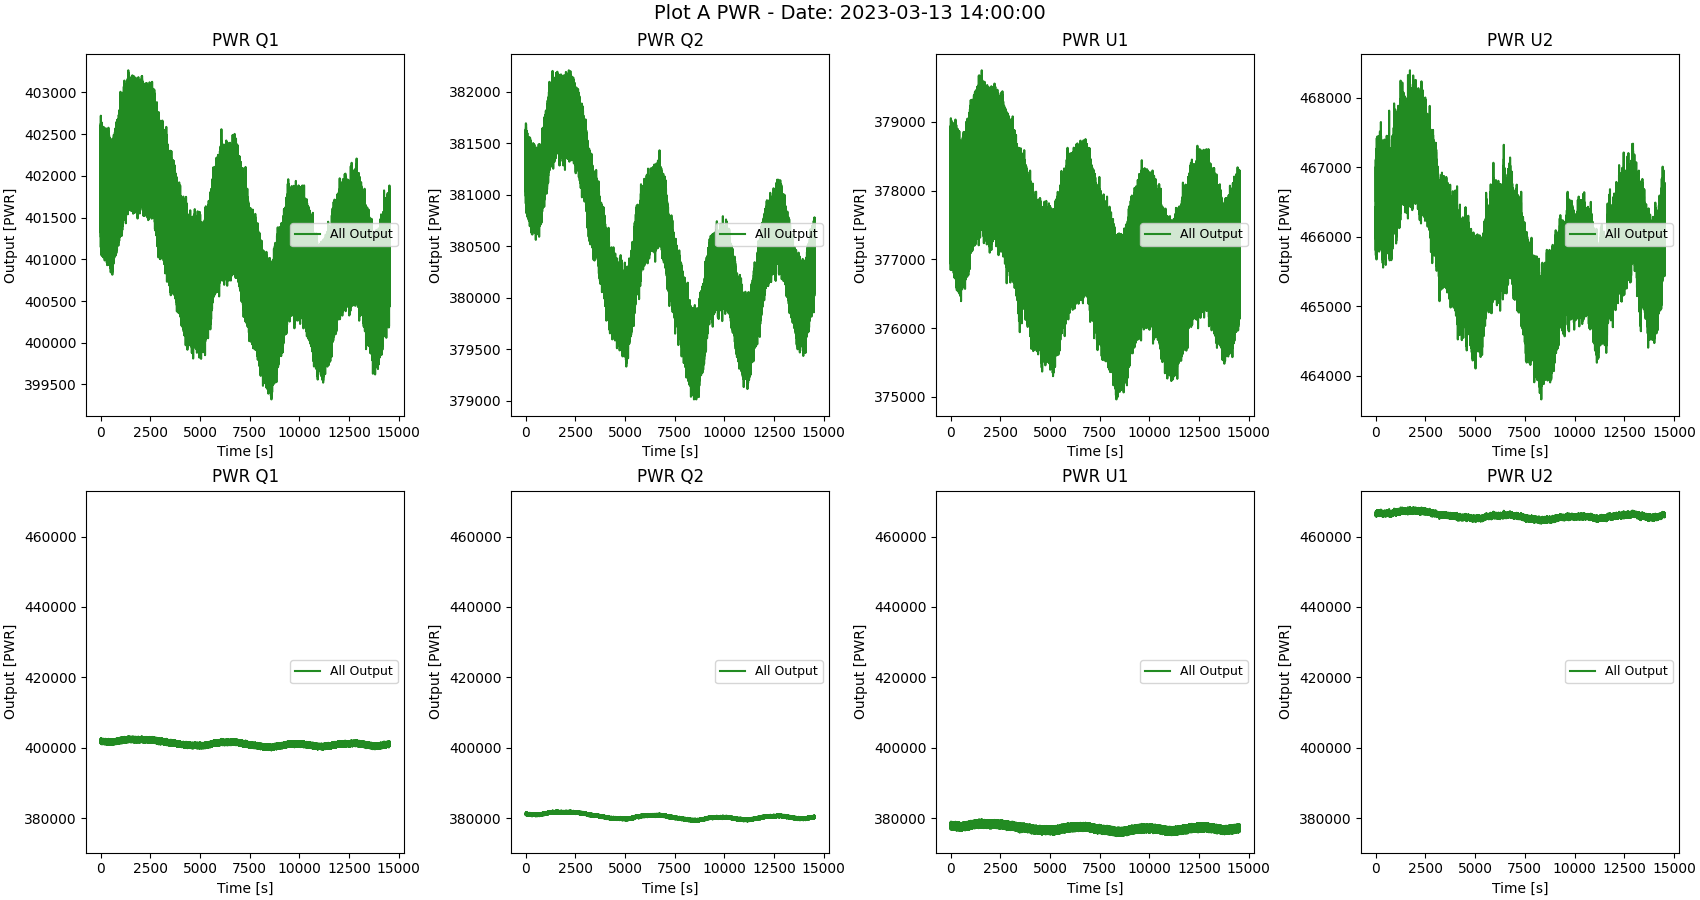 Plot A PWR - Date: 2023-03-13 14:00:00
PWR Q1
PWR Q2
PWR U1
PWR U2
Output [PWR]
403000
402500
402000
401500
401000
400500
400000
399500
All Output
0 2500 5000 7500 10000 12500 15000
Time [s]
Output [PWR]
382000
381500
381000
380500
380000
379500
379000
All Output
0 2500 5000 7500 10000 12500 15000
Time [s]
Output [PWR]
379000
378000
377000
376000
375000
All Output
0 2500 5000 7500 10000 12500 15000
Time [s]
Output [PWR]
468000
467000
466000
465000
464000
All Output
0 2500 5000 7500 10000 12500 15000
Time [s]
PWR Q1
PWR Q2
PWR U1
PWR U2
Output [PWR]
460000
440000
420000
400000
380000
All Output
0 2500 5000 7500 10000 12500 15000
Time [s]
Output [PWR]
460000
440000
420000
400000
380000
All Output
0 2500 5000 7500 10000 12500 15000
Time [s]
Output [PWR]
460000
440000
420000
400000
380000
All Output
0 2500 5000 7500 10000 12500 15000
Time [s]
Output [PWR]
460000
440000
420000
400000
380000
All Output
0 2500 5000 7500 10000 12500 15000
Time [s]